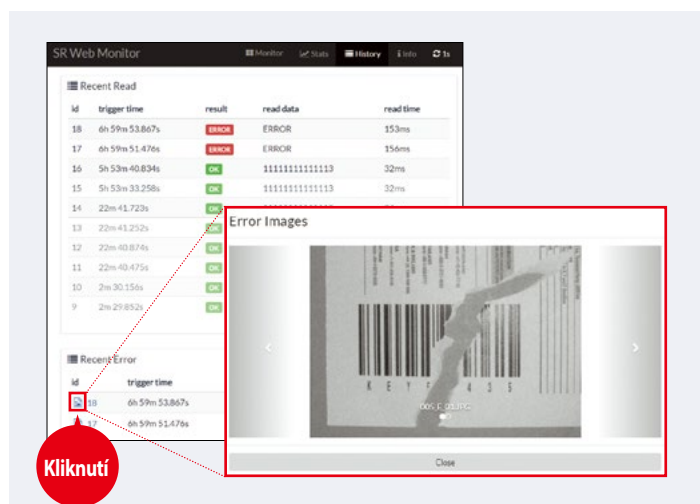 SR Web Monitor Monitor Stats History Info 1s
Recent Read
id trigger time result read data read time
18 6h 59m 53.867s ERROR ERROR 153ms
17 6h 59m 51.476s ERROR ERROR 156ms
16 5h 53m 40.834s OK 11111111111113 32ms
15 5h 53m 33.258s OK 11111111111113 32ms
14 22m 41.723s OK
13 22m 41.252s OK
12 22m 40.874s OK
11 22m 40.475s OK
10 2m 30.156s OK
9 2m 29.852s OK
Error Images
K E Y 4 3 6
Close
Recent Error
id trigger time
18 6h 59m 53.867s
17 6h 59m 51.476s
Kliknutí